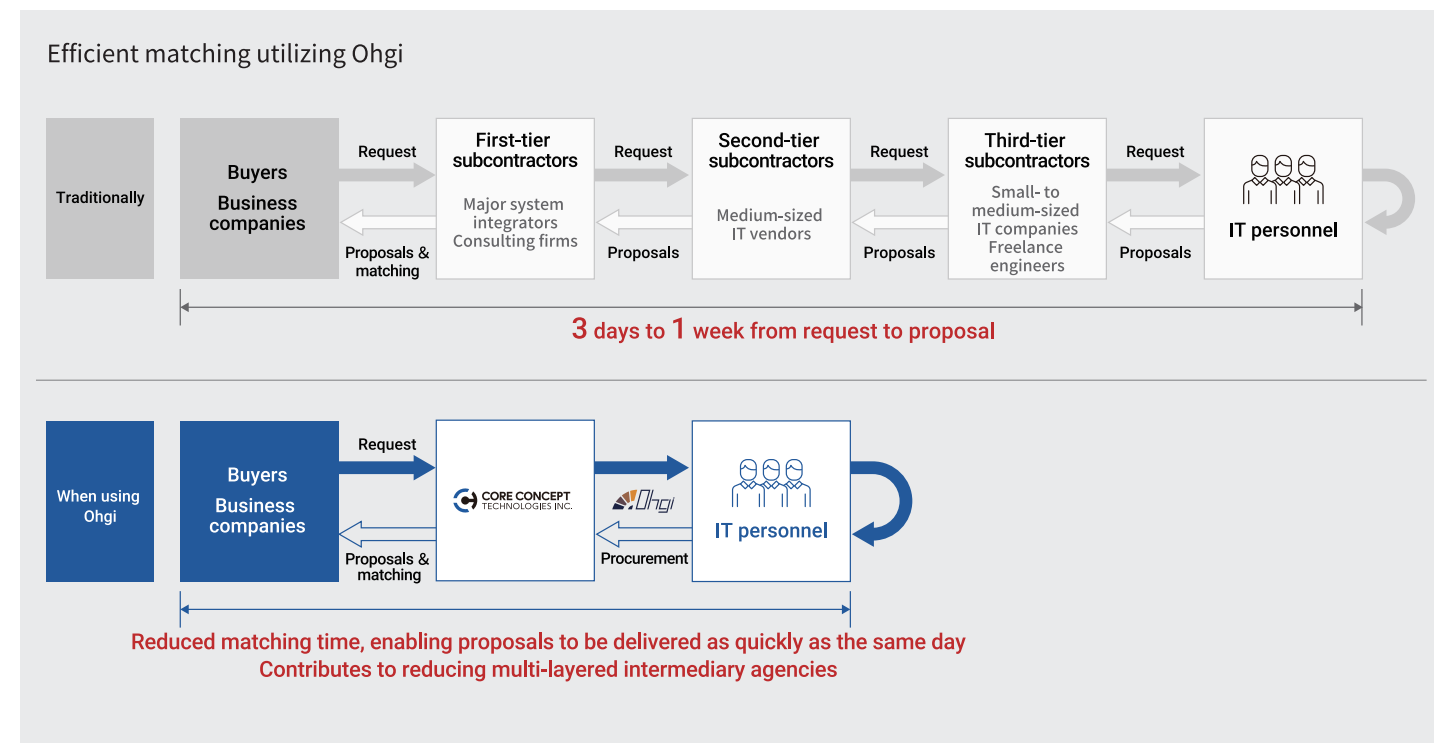 Efficient matching utilizing Ohgi
Traditionally
Buyers
Business
companies
Request
Proposals &
matching
First-tier
subcontractors
Major system
integrators
Consulting firms
Request
Proposals
Second-tier
subcontractors
Medium-sized
IT vendors
Request
Proposals
Third-tier
subcontractors
Small- to
medium-sized
IT companies
Freelance
engineers
Request
Proposals
IT personnel
3 days to 1 week from request to proposal
When using
Ohgi
Buyers
Business
companies
Request
Proposals &
matching
CORE CONCEPT
TECHNOLOGIES INC.
Ohgi
Procurement
IT personnel
Reduced matching time, enabling proposals to be delivered as quickly as the same day
Contributes to reducing multi-layered intermediary agencies